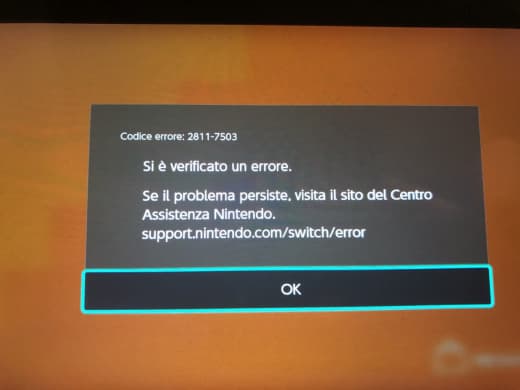 Codice errore: 2811-7503
Si è verificato un errore.
Se il problema persiste, visita il sito del Centro
Assistenza Nintendo.
support.nintendo.com/switch/error
OK